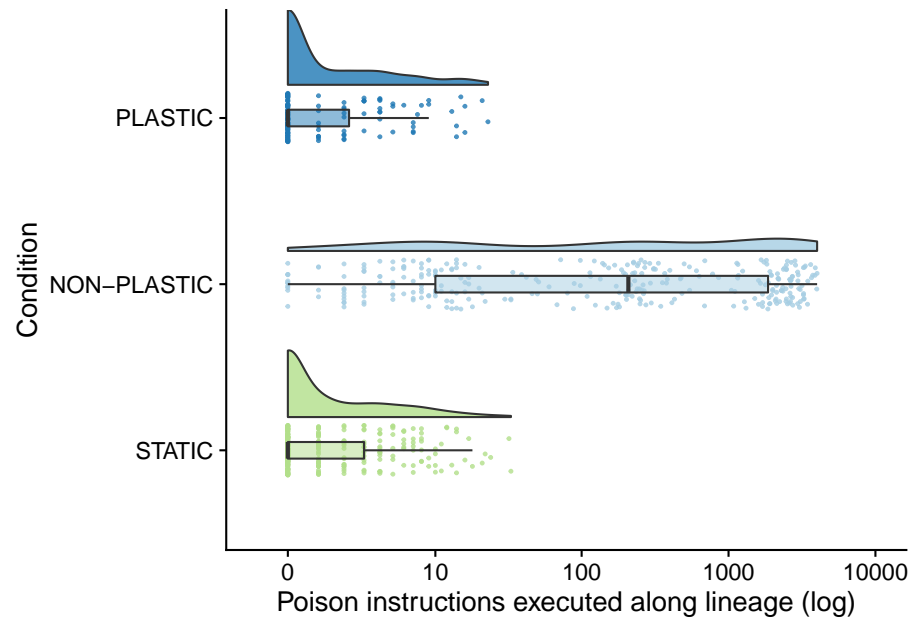 PLASTIC
NON−PLASTIC
STATIC
Condition
0 10 100 1000 10000
Poison instructions executed along lineage (log)